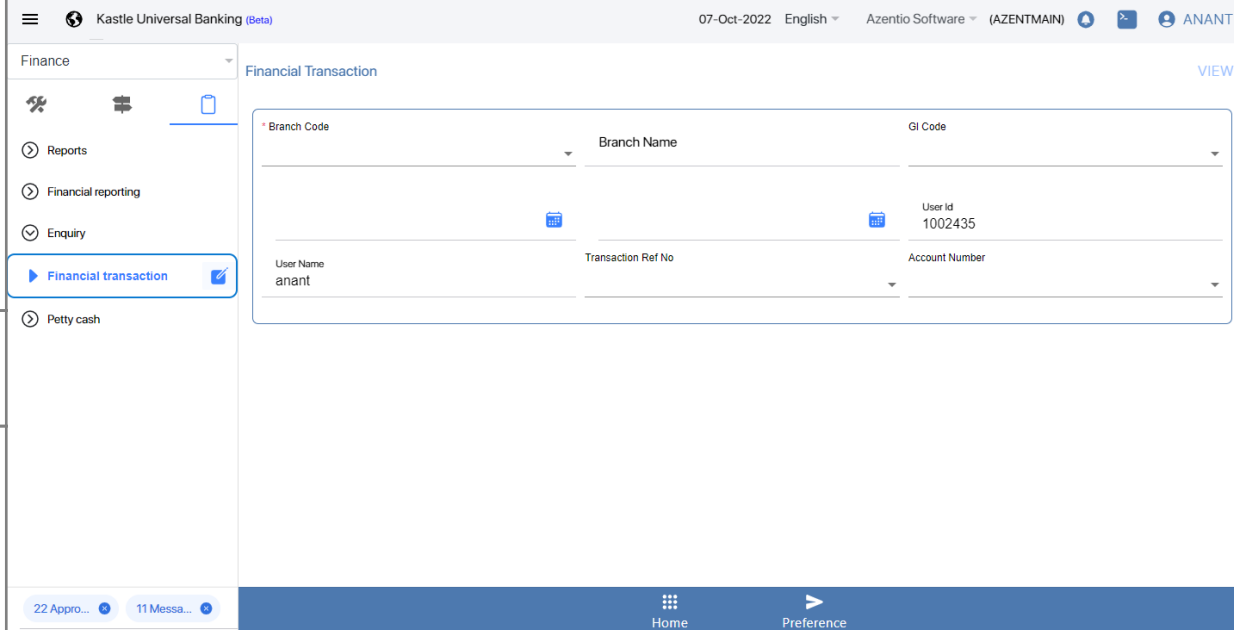 Kastle Universal Banking (Beta)
07-Oct-2022 English Azentio Software (AZENTMAIN) ANANT
Finance
Financial Transaction
VIEW
Reports
Financial reporting
Enquiry
Financial transaction
Petty cash
* Branch Code
Branch Name
Gl Code
User Id
1002435
User Name
anant
Transaction Ref No
Account Number
22 Appro...
11 Messa...
Home
Preference